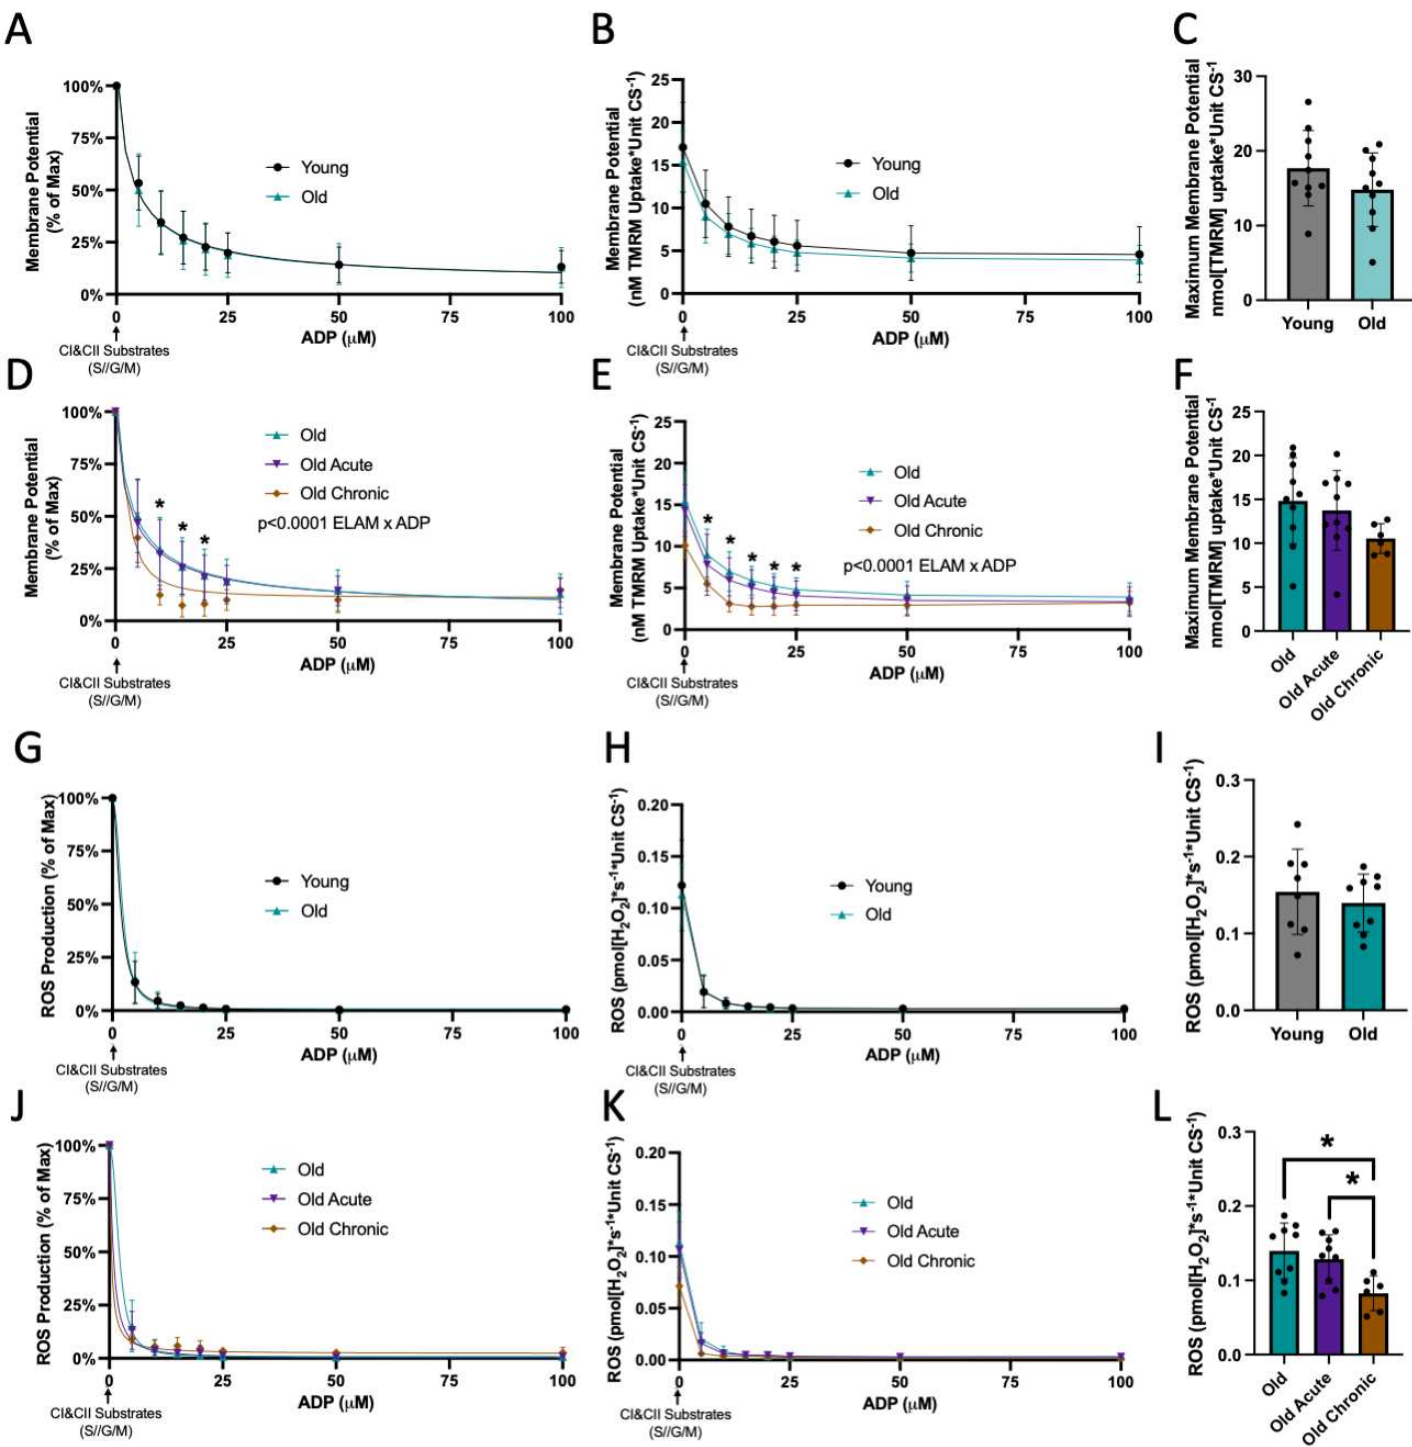 A
Membrane Potential
(% of Max)
100%
75%
50%
25%
0%
Young
Old
0
25
50
75
100
ADP (μM)
CI&CII Substrates
(S//G/M)
B
Membrane Potential
(nM TMRM Uptake*Unit CS⁻¹)
25
20
15
10
5
0
Young
Old
0
25
50
75
100
ADP (μM)
CI&CII Substrates
(S//G/M)
C
Maximum Membrane Potential
nmol[TMRM] uptake*Unit CS⁻¹
30
20
10
0
Young
Old
D
Membrane Potential
(% of Max)
100%
75%
50%
25%
0%
Old
Old Acute
Old Chronic
p<0.0001 ELAM x ADP
*
*
*
0
25
50
75
100
ADP (μM)
CI&CII Substrates
(S//G/M)
E
Membrane Potential
(nM TMRM Uptake*Unit CS⁻¹)
25
20
15
10
5
0
Old
Old Acute
Old Chronic
p<0.0001 ELAM x ADP
*
*
*
*
*
0
25
50
75
100
ADP (μM)
CI&CII Substrates
(S//G/M)
F
Maximum Membrane Potential
nmol[TMRM] uptake*Unit CS⁻¹
25
20
15
10
5
0
Old
Old Acute
Old Chronic
G
ROS Production (% of Max)
100%
75%
50%
25%
0%
Young
Old
0
25
50
75
100
ADP (μM)
CI&CII Substrates
(S//G/M)
H
ROS (pmol[H₂O₂]*s⁻¹*Unit CS⁻¹)
0.20
0.15
0.10
0.05
0.00
Young
Old
0
25
50
75
100
ADP (μM)
CI&CII Substrates
(S//G/M)
I
ROS (pmol[H₂O₂]*s⁻¹*Unit CS⁻¹)
0.3
0.2
0.1
0.0
Young
Old
J
ROS Production (% of Max)
100%
75%
50%
25%
0%
Old
Old Acute
Old Chronic
0
25
50
75
100
ADP (μM)
CI&CII Substrates
(S//G/M)
K
ROS (pmol[H₂O₂]*s⁻¹*Unit CS⁻¹)
0.20
0.15
0.10
0.05
0.00
Old
Old Acute
Old Chronic
0
25
50
75
100
ADP (μM)
CI&CII Substrates
(S//G/M)
L
ROS (pmol[H₂O₂]*s⁻¹*Unit CS⁻¹)
0.3
0.2
0.1
0.0
*
*
Old
Old Acute
Old Chronic